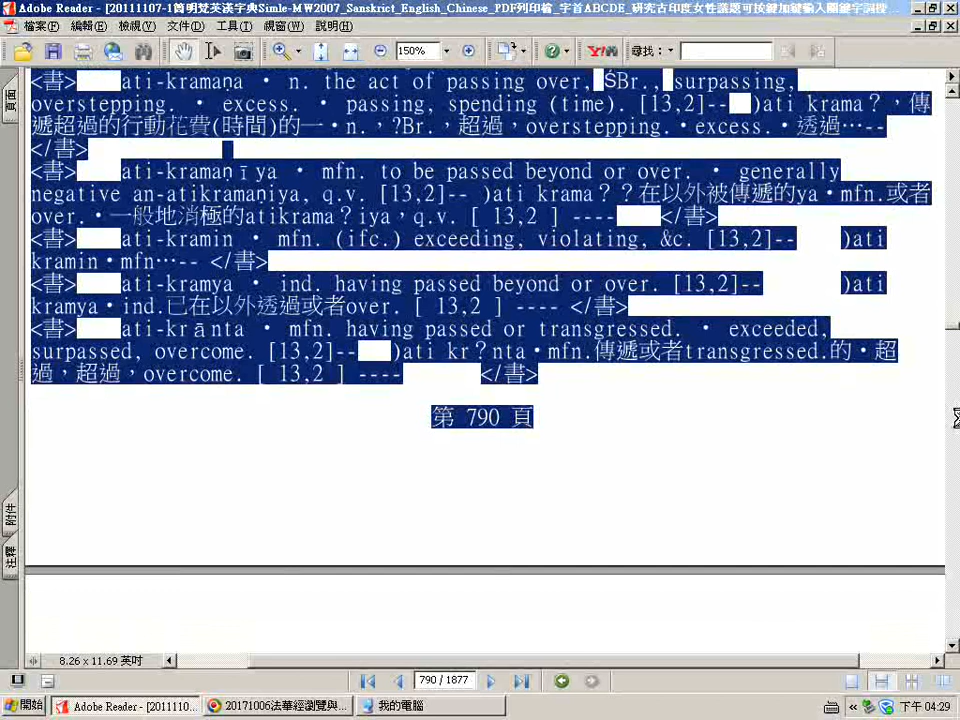 Adobe Reader - [20111107-1簡明梵英漢字典Simle-MW2007_Sanskrict_English_Chinese_PDF列印檔_字首ABCDE_研究古印度女性議題可按鍵加鍵輸入關鍵字詞搜
檔案(F) 編輯(E) 檢視(V) 文件(D) 工具(T) 視窗(W) 說明(H)
150% Y! 尋找：
頁面
<書> ati-kramaṇa • n. the act of passing over, ŚBr., surpassing,
overstepping. • excess. • passing, spending (time). [13,2]-- )ati krama？，傳
遞超過的行動花費(時間)的一•n.，?Br.，超過，overstepping.•excess.•透過…--
</書>
<書> ati-kramaṇīya • mfn. to be passed beyond or over. • generally
negative an-atikramaṇiya, q.v. [13,2]-- )ati krama？？在以外被傳遞的ya•mfn.或者
over.•一般地消極的atikrama？iya，q.v. [ 13,2 ] ---- </書>
<書> ati-kramin • mfn. (ifc.) exceeding, violating, &c. [13,2]-- )ati
kramin•mfn…-- </書>
<書> ati-kramya • ind. having passed beyond or over. [13,2]-- )ati
kramya•ind.已在以外透過或者over. [ 13,2 ] ---- </書>
<書> ati-krānta • mfn. having passed or transgressed. • exceeded,
surpassed, overcome. [13,2]-- )ati kr？nta•mfn.傳遞或者transgressed.的•超
過，超過，overcome. [ 13,2 ] ---- </書>
第 790 頁
附件
注釋
8.26 x 11.69 英吋
790 / 1877
開始 Adobe Reader - [2011110... 20171006法華經瀏覽與... 我的電腦 下午 04:29